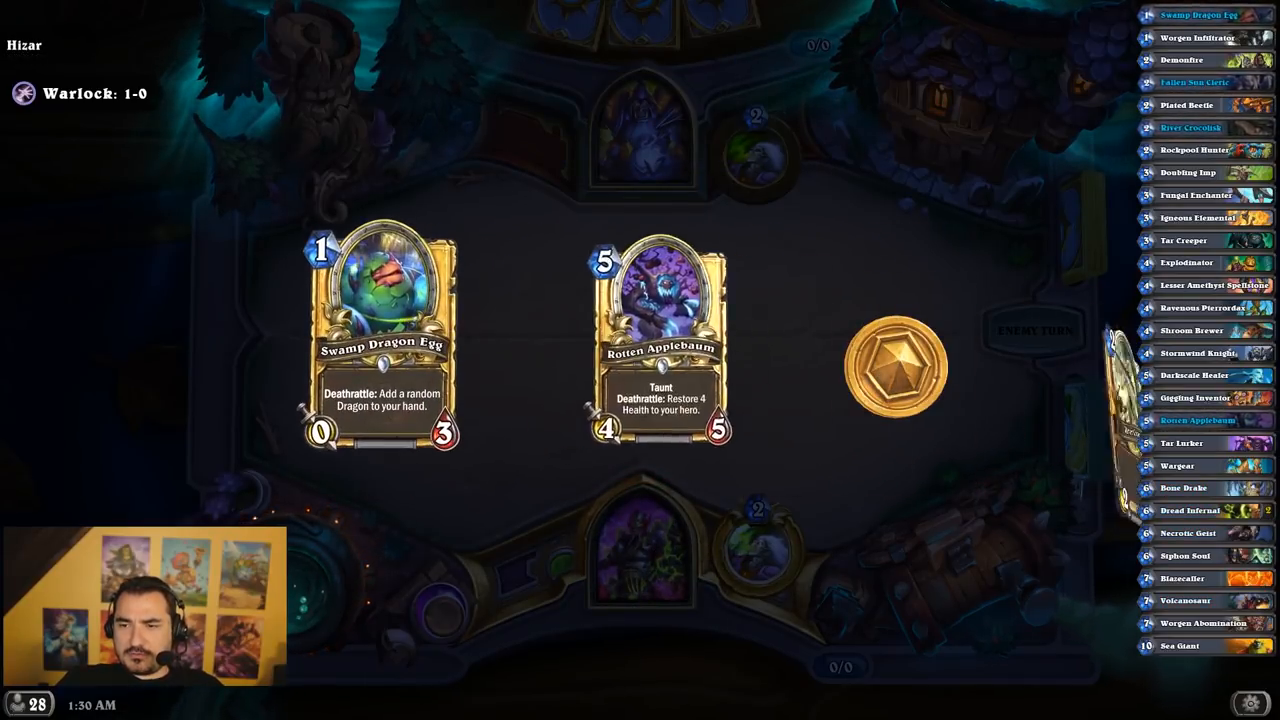 Hizar
Warlock: 1-0
0/0
2
1
Swamp Dragon Egg
Deathrattle: Add a random
Dragon to your hand.
0
3
5
Rotten Applebaum
Taunt
Deathrattle: Restore 4
Health to your hero.
4
5
ENEMY TURN
2
0/0
1 Swamp Dragon Egg
1 Worgen Infiltrator
2 Demonfire
2 Fallen Sun Cleric
2 Plated Beetle
2 River Crocolisk
2 Rockpool Hunter
3 Doubling Imp
3 Fungal Enchanter
3 Igneous Elemental
3 Tar Creeper
4 Explodinator
4 Lesser Amethyst Spellstone
4 Ravenous Pterrordax
4 Shroom Brewer
4 Stormwind Knight
5 Darkscale Healer
5 Giggling Inventor
5 Rotten Applebaum
5 Tar Lurker
5 Wargear
6 Bone Drake
6 Dread Infernal 2
6 Necrotic Geist
6 Siphon Soul
7 Blazecaller
7 Volcanosaur
7 Worgen Abomination
10 Sea Giant
28
1:30 AM